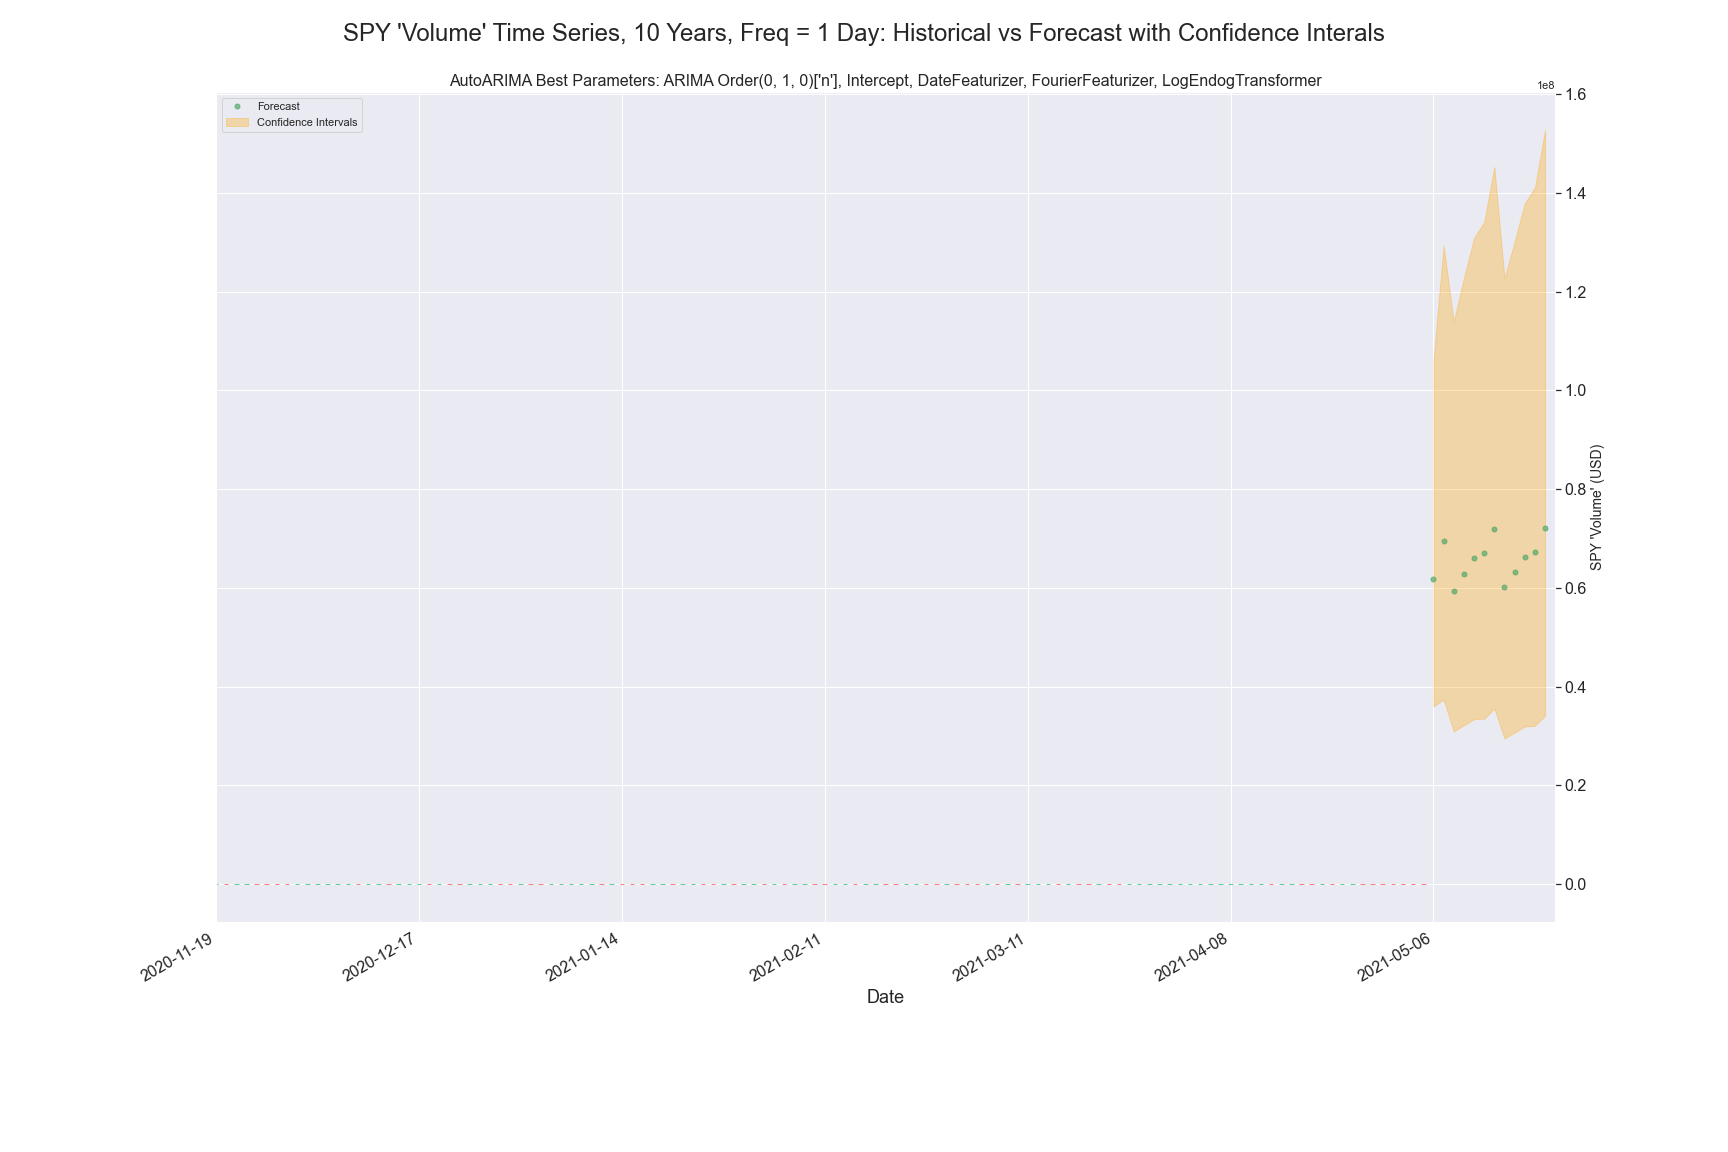 SPY 'Volume' Time Series, 10 Years, Freq = 1 Day: Historical vs Forecast with Confidence Interals
AutoARIMA Best Parameters: ARIMA Order(0, 1, 0)['n'], Intercept, DateFeaturizer, FourierFeaturizer, LogEndogTransformer
1e8
Forecast
Confidence Intervals
1.6
1.4
1.2
1.0
0.8
0.6
0.4
0.2
0.0
SPY 'Volume' (USD)
2020-11-19
2020-12-17
2021-01-14
2021-02-11
2021-03-11
2021-04-08
2021-05-06
Date